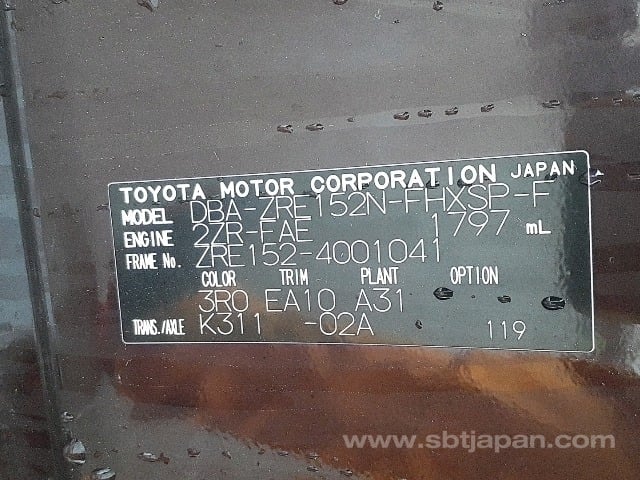 TOYOTA MOTOR CORPORATION JAPAN
MODEL DBA-ZRE152N-FHXSP-F
ENGINE 2ZR-FAE 1797 mL
FRAME No. ZRE152-4001041
COLOR TRIM PLANT OPTION
3R0 EA10 A31
TRANS./AXLE K311 -02A 119
www.sbtjapan.com